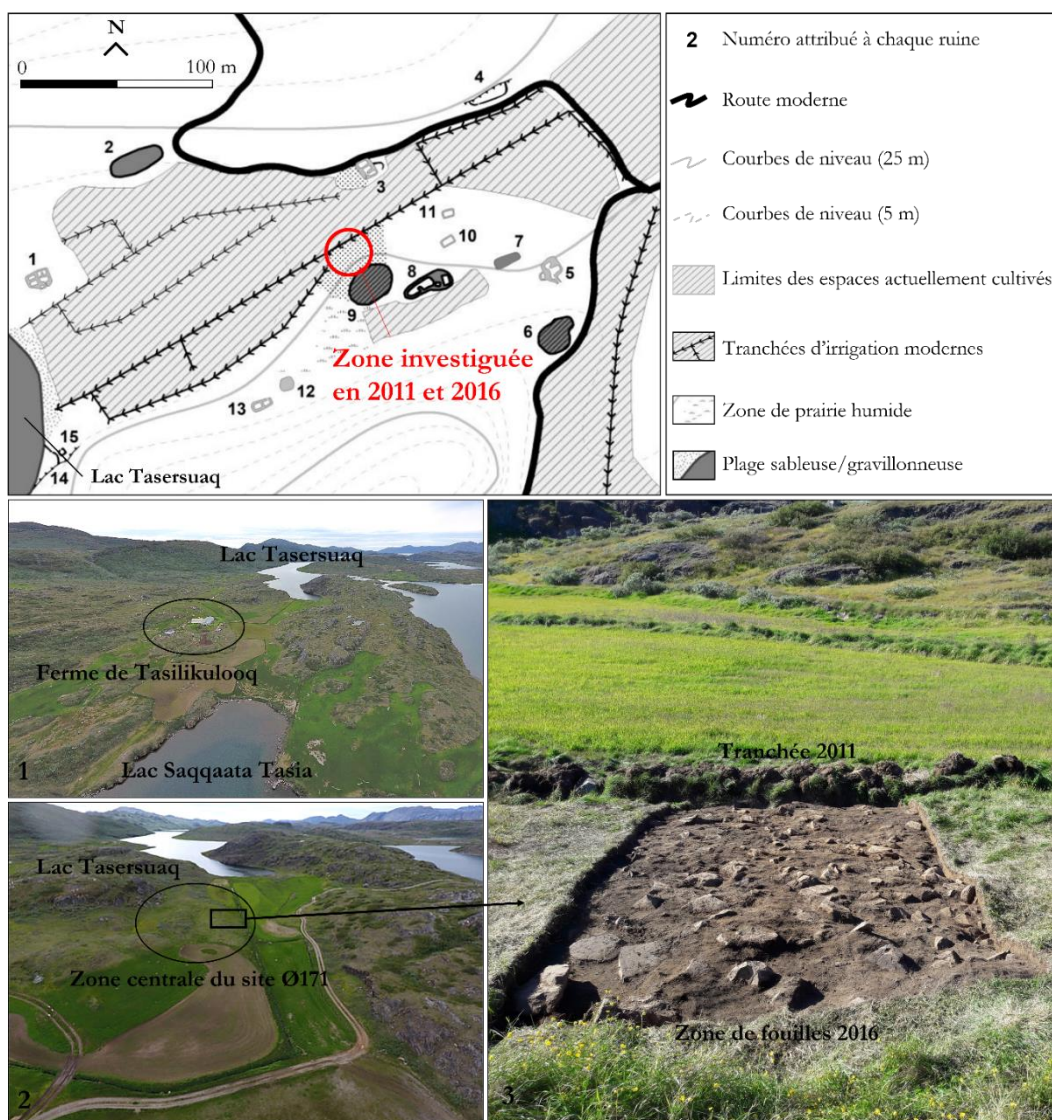 N
0 100 m
4
2
3
11
10
1
7
5
8
9
6
Zone investiguée
en 2011 et 2016
12
13
15
14
Lac Tasersuaq
2 Numéro attribué à chaque ruine
Route moderne
Courbes de niveau (25 m)
Courbes de niveau (5 m)
Limites des espaces actuellement cultivés
Tranchées d'irrigation modernes
Zone de prairie humide
Plage sableuse/gravillonneuse
Lac Tasersuaq
Ferme de Tasilikulooq
Lac Saqqaata Tasia
1
Lac Tasersuaq
Zone centrale du site Ø171
2
Tranchée 2011
Zone de fouilles 2016
3